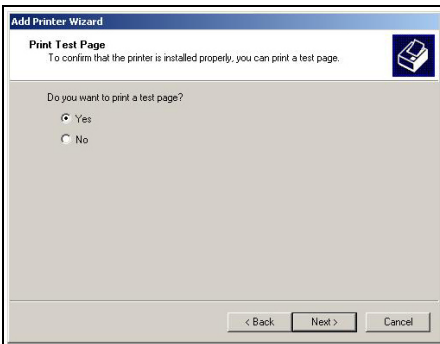 Add Printer Wizard
Print Test Page
To confirm that the printer is installed properly, you can print a test page.
Do you want to print a test page?
Yes
No
< Back
Next >
Cancel